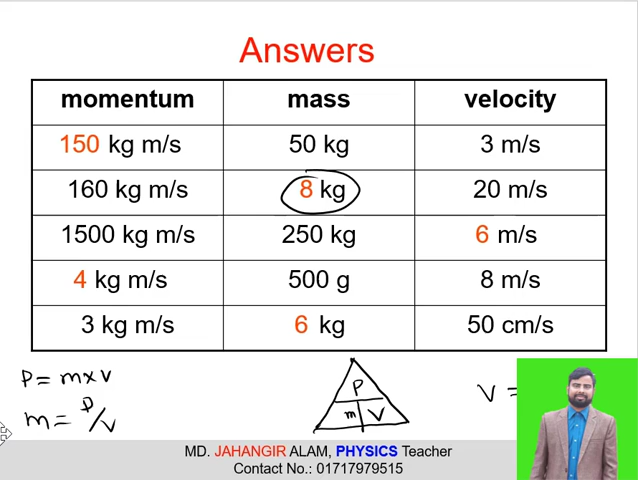 Answers
momentum mass velocity
150 kg m/s 50 kg 3 m/s
160 kg m/s 8 kg 20 m/s
1500 kg m/s 250 kg 6 m/s
4 kg m/s 500 g 8 m/s
3 kg m/s 6 kg 50 cm/s
P = m x v
m = P/v
P
m v
v =
MD. JAHANGIR ALAM, PHYSICS Teacher
Contact No.: 01717979515